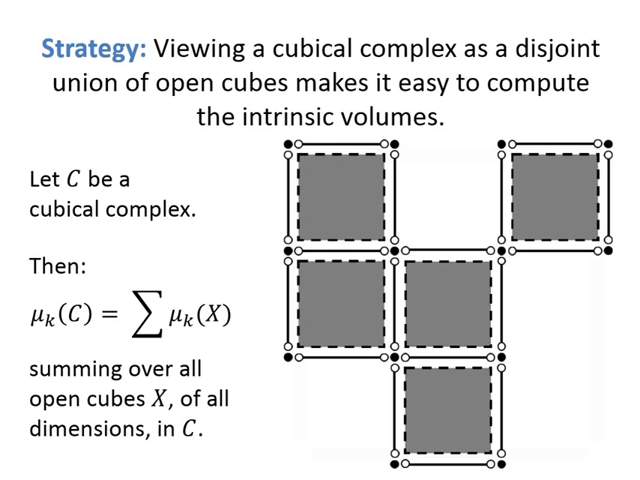 Strategy: Viewing a cubical complex as a disjoint
union of open cubes makes it easy to compute
the intrinsic volumes.
Let C be a
cubical complex.
Then:
μₖ(C) = ∑ μₖ(X)
summing over all
open cubes X, of all
dimensions, in C.